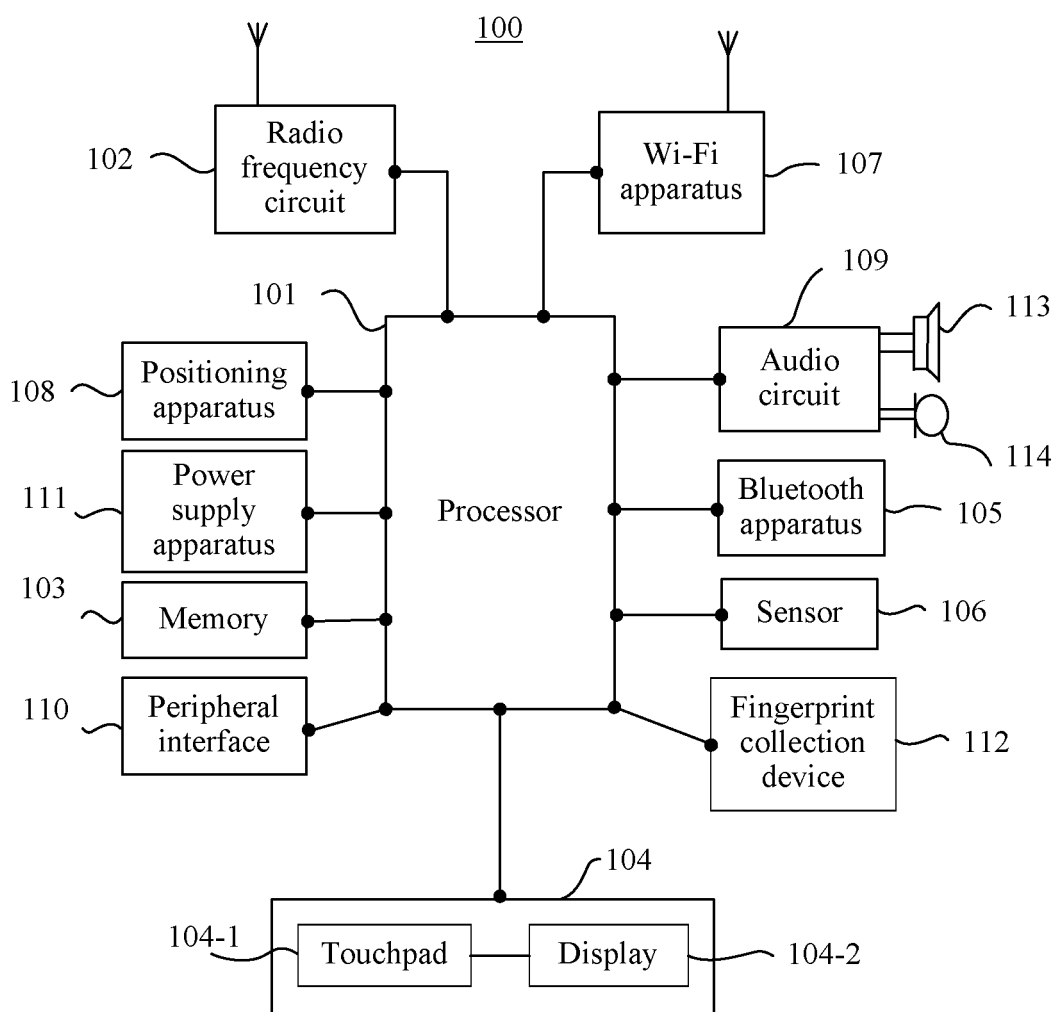 100
Radio
frequency
circuit
102
Wi-Fi
apparatus
107
101
109
113
Positioning
apparatus
108
Audio
circuit
114
Power
supply
apparatus
111
Processor
Bluetooth
apparatus
105
103
Memory
Sensor
106
110
Peripheral
interface
Fingerprint
collection
device
112
104
104-1
Touchpad
Display
104-2